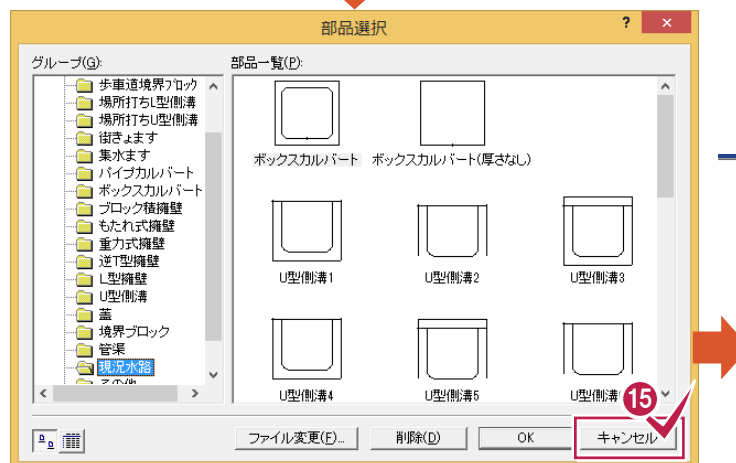 部品選択
? ×
グループ(G):
部品一覧(P):
歩車道境界ブロック
場所打ちL型側溝
場所打ちU型側溝
街きょます
集水ます
パイプカルバート
ボックスカルバート
ブロック積擁壁
もたれ式擁壁
重力式擁壁
逆T型擁壁
L型擁壁
U型側溝
蓋
境界ブロック
管渠
現況水路
その他
ボックスカルバート
ボックスカルバート(厚さなし)
U型側溝1
U型側溝2
U型側溝3
U型側溝4
U型側溝5
U型側溝
15
ファイル変更(F)...
削除(D)
OK
キャンセル